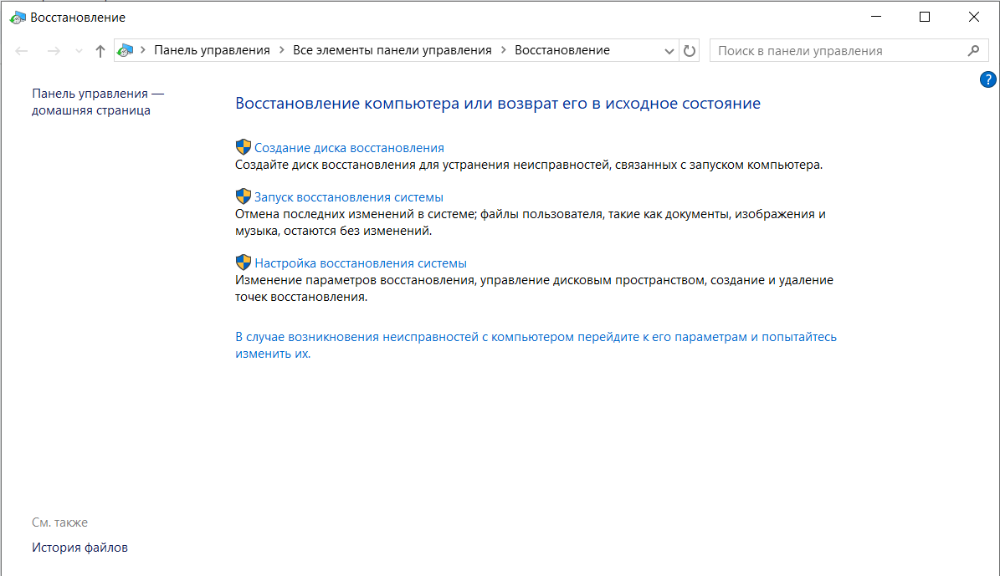 Восстановление
Панель управления > Все элементы панели управления > Восстановление
Поиск в панели управления
?
Панель управления —
домашняя страница
Восстановление компьютера или возврат его в исходное состояние
Создание диска восстановления
Создайте диск восстановления для устранения неисправностей, связанных с запуском компьютера.
Запуск восстановления системы
Отмена последних изменений в системе; файлы пользователя, такие как документы, изображения и
музыка, остаются без изменений.
Настройка восстановления системы
Изменение параметров восстановления, управление дисковым пространством, создание и удаление
точек восстановления.
В случае возникновения неисправностей с компьютером перейдите к его параметрам и попытайтесь
изменить их.
См. также
История файлов